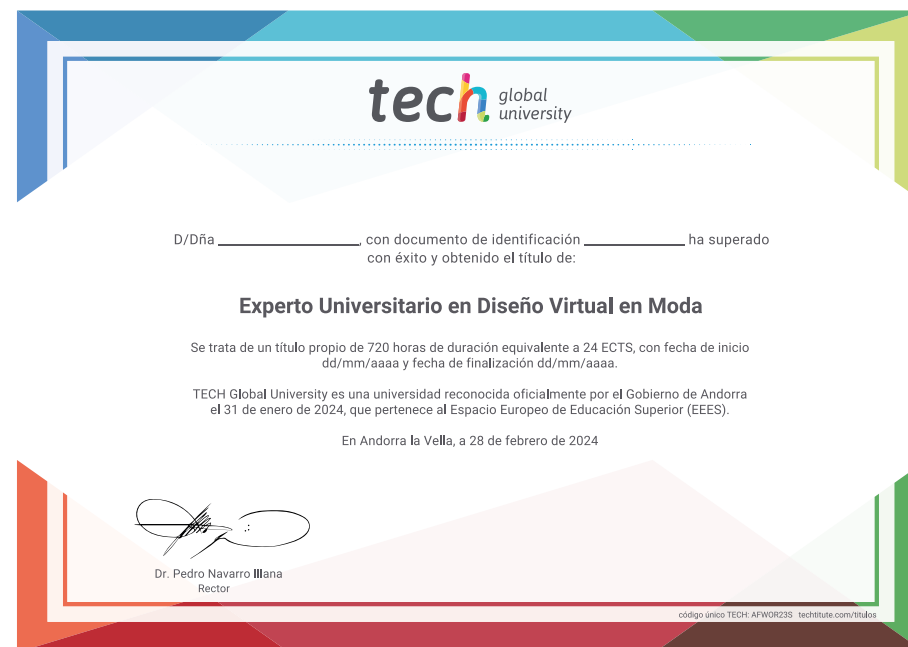 tech global university
D/Dña ____________________, con documento de identificación ______________ ha superado
con éxito y obtenido el título de:
Experto Universitario en Diseño Virtual en Moda
Se trata de un título propio de 720 horas de duración equivalente a 24 ECTS, con fecha de inicio
dd/mm/aaaa y fecha de finalización dd/mm/aaaa.
TECH Global University es una universidad reconocida oficialmente por el Gobierno de Andorra
el 31 de enero de 2024, que pertenece al Espacio Europeo de Educación Superior (EEES).
En Andorra la Vella, a 28 de febrero de 2024
Dr. Pedro Navarro Illana
Rector
código único TECH: AFWOR23S techtitute.com/titulos